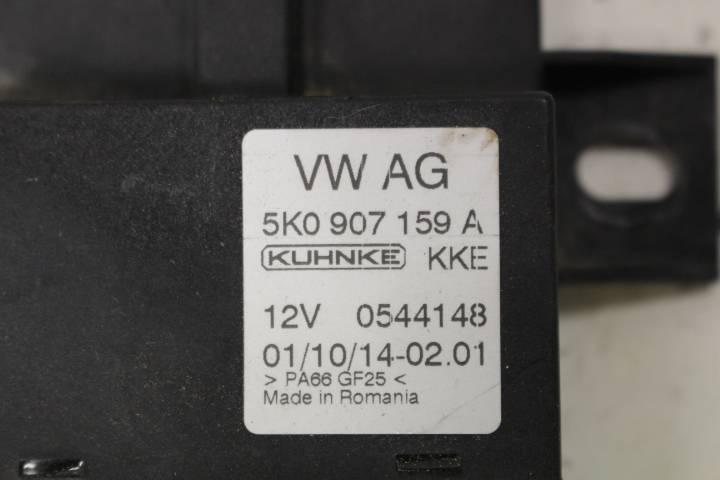 VW AG
5K0 907 159 A
KUHNKE KKE
12V 0544148
01/10/14-02.01
> PA66 GF25 <
Made in Romania